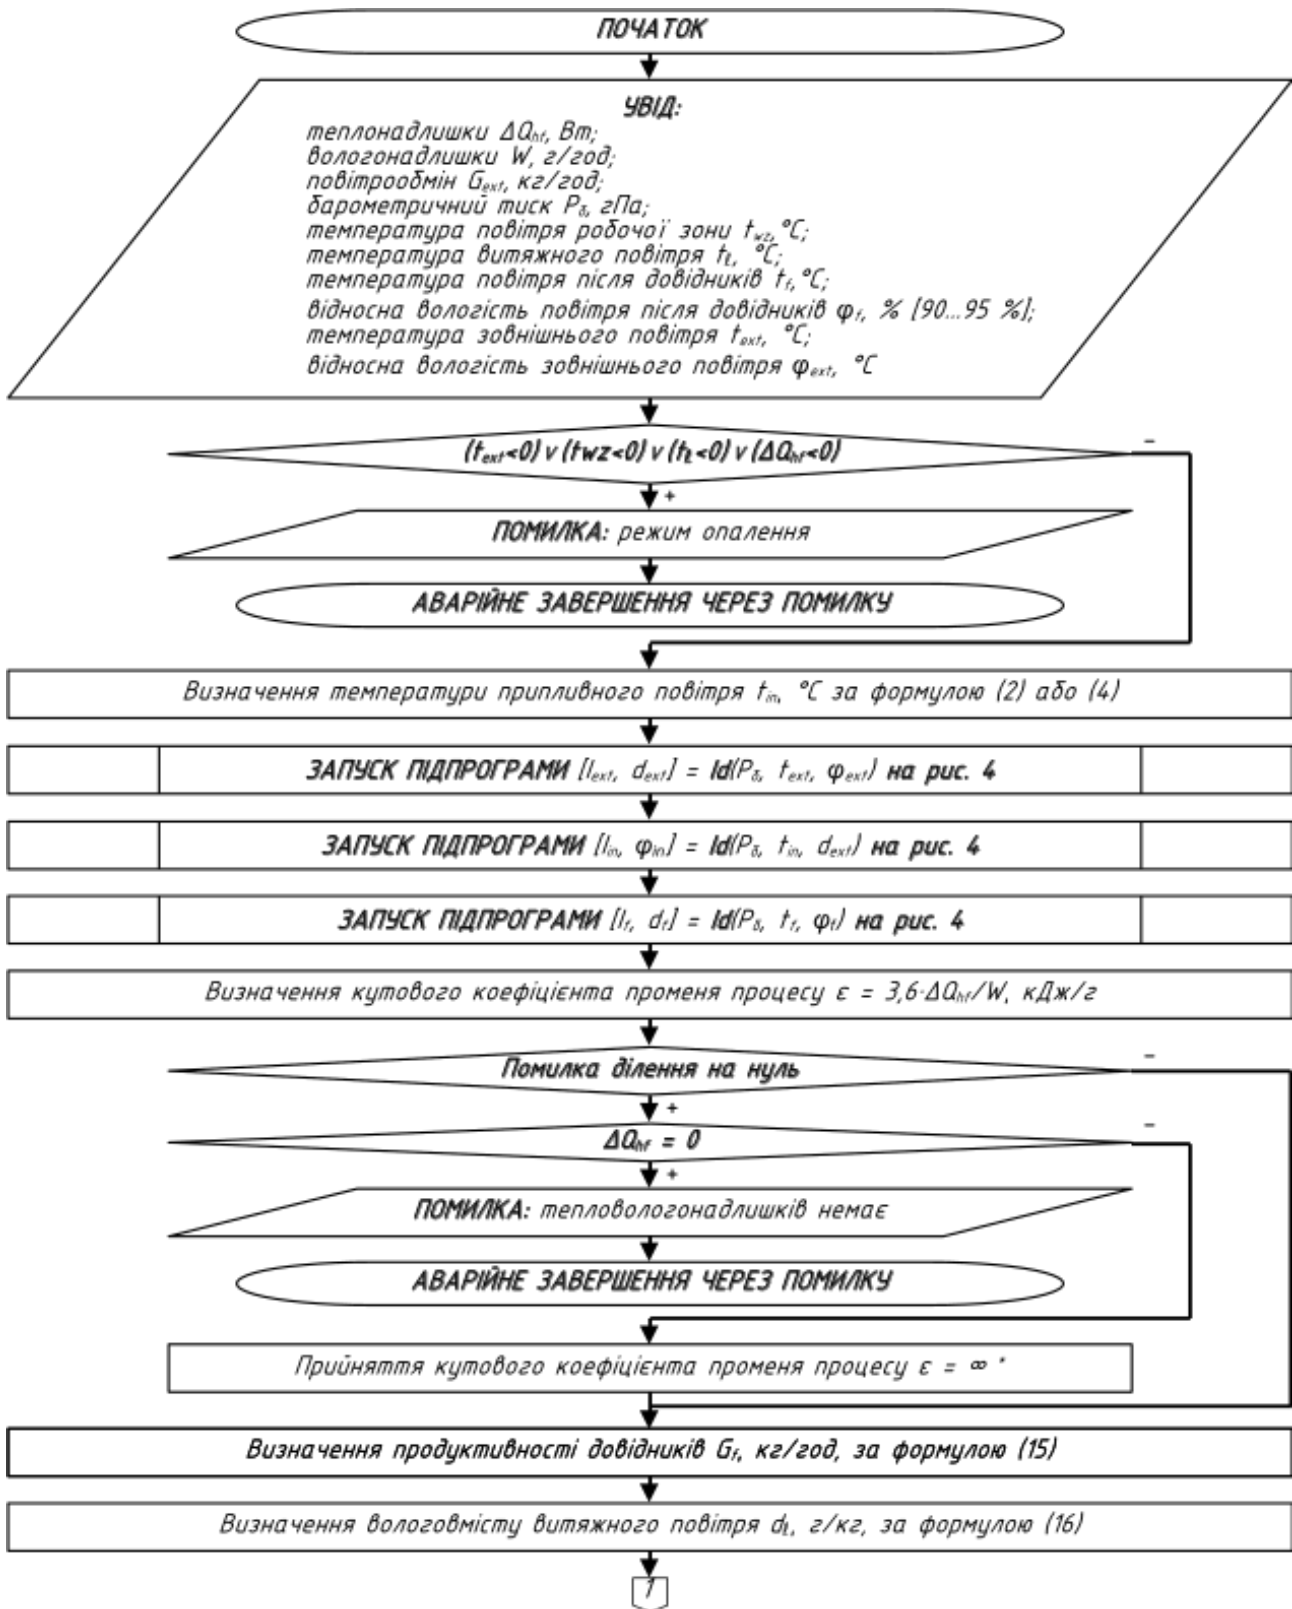 ПОЧАТОК
УВІД:
теплонадлишки ΔQhf, Вт;
вологонадлишки W, г/год;
повітрообмін Gext, кг/год;
барометричний тиск Pб, гПа;
температура повітря робочої зони twz, °C;
температура витяжного повітря tl, °C;
температура повітря після довідників tf, °C;
відносна вологість повітря після довідників φf, % [90...95 %];
температура зовнішнього повітря text, °C;
відносна вологість зовнішнього повітря φext, °C
(text<0) v (twz<0) v (tl<0) v (ΔQhf<0)
–
+
ПОМИЛКА: режим опалення
АВАРІЙНЕ ЗАВЕРШЕННЯ ЧЕРЕЗ ПОМИЛКУ
Визначення температури припливного повітря tin, °C за формулою (2) або (4)
ЗАПУСК ПІДПРОГРАМИ [Iext, dext] = Id(Pб, text, φext) на рис. 4
ЗАПУСК ПІДПРОГРАМИ [Iin, φin] = Id(Pб, tin, dext) на рис. 4
ЗАПУСК ПІДПРОГРАМИ [If, df] = Id(Pб, tf, φf) на рис. 4
Визначення кутового коефіцієнта променя процесу ε = 3,6·ΔQhf/W, кДж/г
Помилка ділення на нуль
–
+
ΔQhf = 0
–
+
ПОМИЛКА: тепловологонадлишків немає
АВАРІЙНЕ ЗАВЕРШЕННЯ ЧЕРЕЗ ПОМИЛКУ
Прийняття кутового коефіцієнта променя процесу ε = ∞ *
Визначення продуктивності довідників Gf, кг/год, за формулою (15)
Визначення вологовмісту витяжного повітря dl, г/кг, за формулою (16)
1